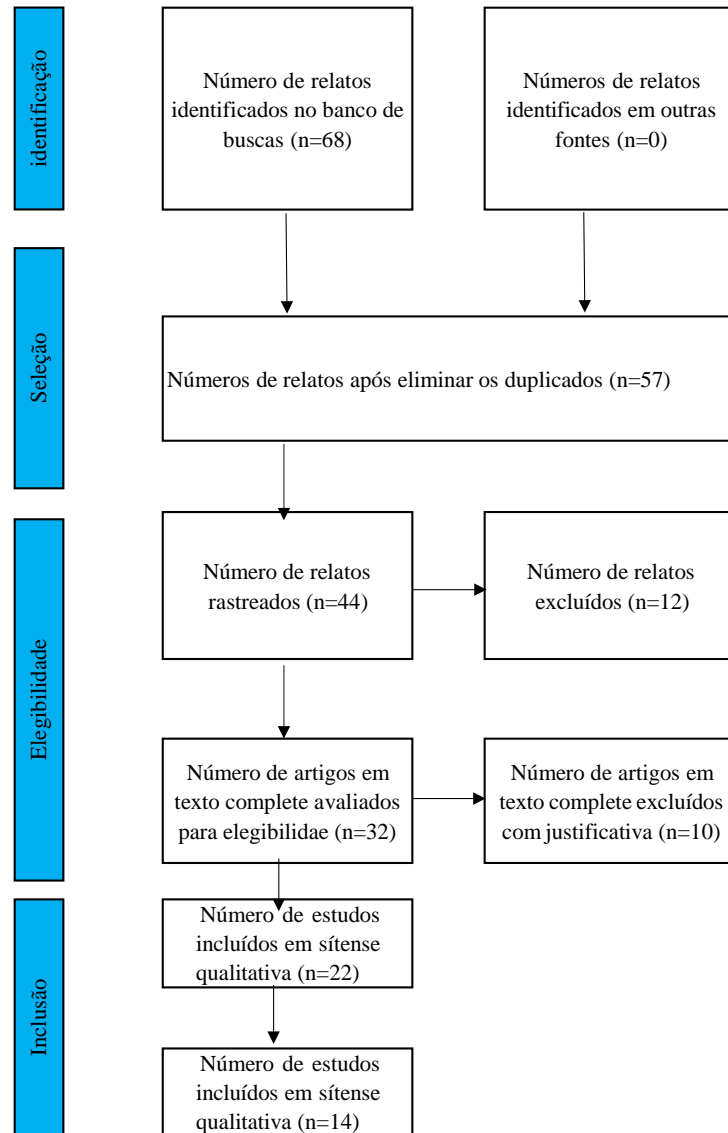 identificação
Número de relatos
identificados no banco de
buscas (n=68)
Números de relatos
identificados em outras
fontes (n=0)
Seleção
Números de relatos após eliminar os duplicados (n=57)
Elegibilidade
Número de relatos
rastreados (n=44)
Número de relatos
excluídos (n=12)
Número de artigos em
texto complete avaliados
para elegibilidae (n=32)
Número de artigos em
texto complete excluídos
com justificativa (n=10)
Inclusão
Número de estudos
incluídos em sítense
qualitativa (n=22)
Número de estudos
incluídos em sítense
qualitativa (n=14)